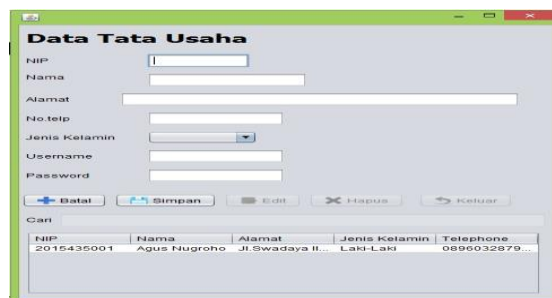 Data Tata Usaha
NIP
Nama
Alamat
No.telp
Jenis Kelamin
Username
Password
Batal Simpan Edit Hapus Keluar
Cari
NIP Nama Alamat Jenis Kelamin Telephone
2015435001 Agus Nugroho Jl.Swadaya II... Laki-Laki 0896032879...